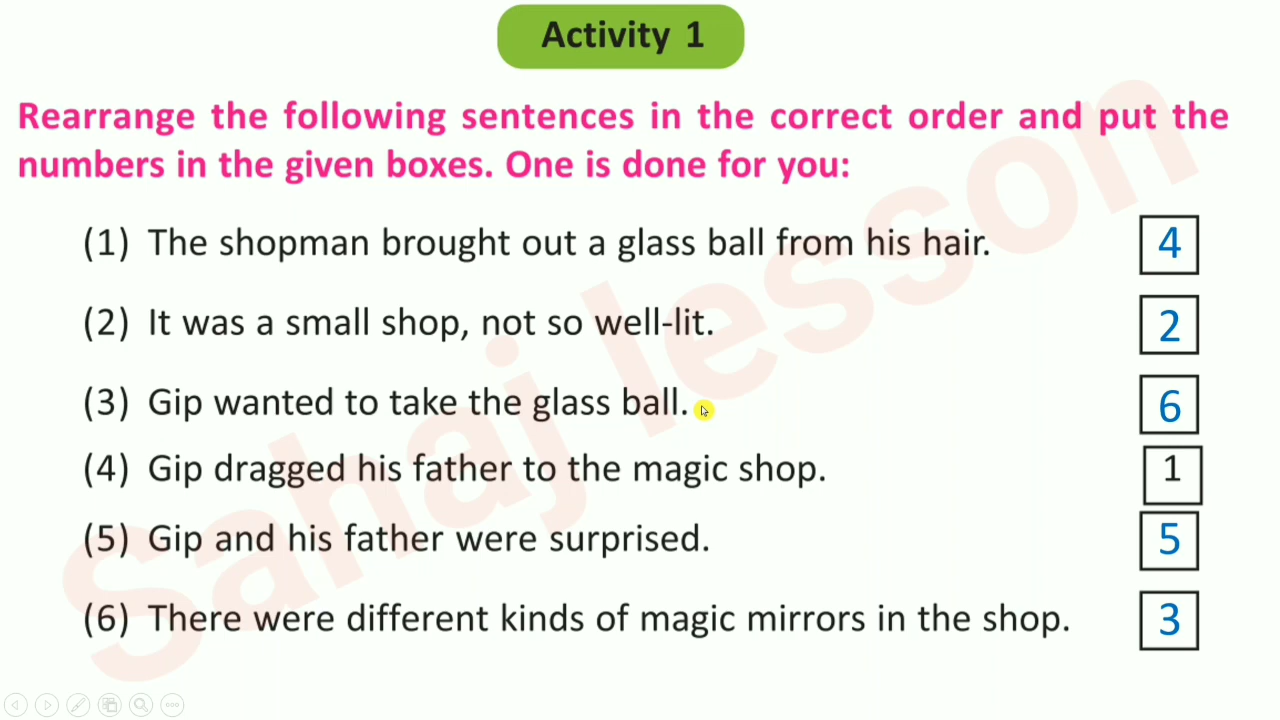 Activity 1
Rearrange the following sentences in the correct order and put the
numbers in the given boxes. One is done for you:
(1) The shopman brought out a glass ball from his hair. 4
(2) It was a small shop, not so well-lit. 2
(3) Gip wanted to take the glass ball. 6
(4) Gip dragged his father to the magic shop. 1
(5) Gip and his father were surprised. 5
(6) There were different kinds of magic mirrors in the shop. 3
Sahaj lesson